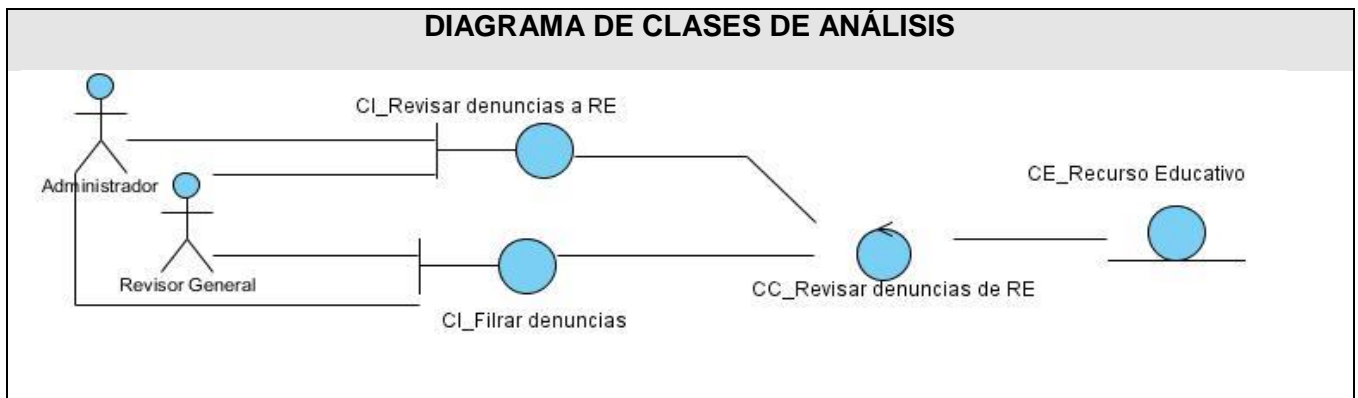 DIAGRAMA DE CLASES DE ANÁLISIS
CI_Revisar denuncias a RE
Administrador
CE_Recurso Educativo
Revisor General
CC_Revisar denuncias de RE
CI_Filrar denuncias